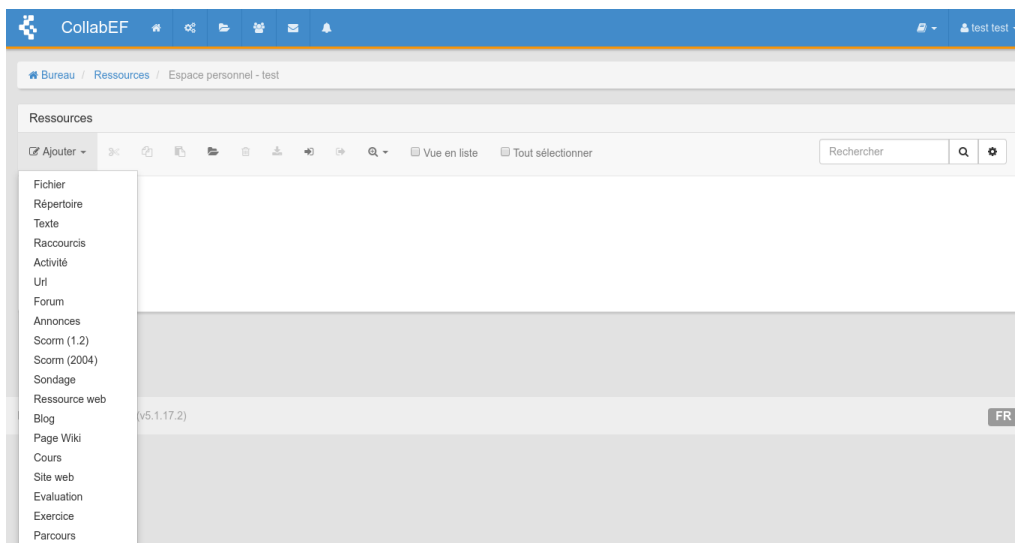 CollabEF
test test
Bureau / Ressources / Espace personnel - test
Ressources
Ajouter
Vue en liste
Tout sélectionner
Rechercher
Fichier
Répertoire
Texte
Raccourcis
Activité
Url
Forum
Annonces
Scorm (1.2)
Scorm (2004)
Sondage
Ressource web
Blog
(v5.1.17.2)
FR
Page Wiki
Cours
Site web
Evaluation
Exercice
Parcours